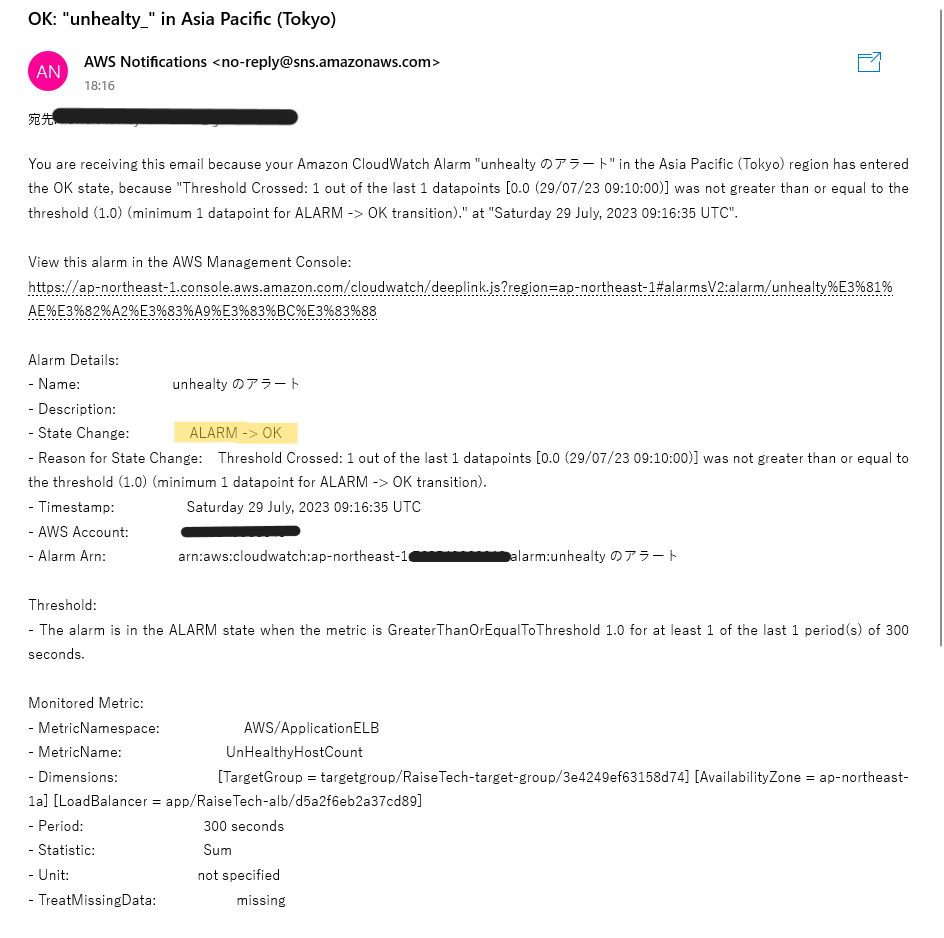 OK: "unhealty_" in Asia Pacific (Tokyo)
AN
AWS Notifications <no-reply@sns.amazonaws.com>
18:16
宛先
You are receiving this email because your Amazon CloudWatch Alarm "unhealty のアラート" in the Asia Pacific (Tokyo) region has entered
the OK state, because "Threshold Crossed: 1 out of the last 1 datapoints [0.0 (29/07/23 09:10:00)] was not greater than or equal to the
threshold (1.0) (minimum 1 datapoint for ALARM -> OK transition)." at "Saturday 29 July, 2023 09:16:35 UTC".
View this alarm in the AWS Management Console:
https://ap-northeast-1.console.aws.amazon.com/cloudwatch/deeplink.js?region=ap-northeast-1#alarmsV2:alarm/unhealty%E3%81%
AE%E3%82%A2%E3%83%A9%E3%83%BC%E3%83%88
Alarm Details:
- Name: unhealty のアラート
- Description:
- State Change: ALARM -> OK
- Reason for State Change: Threshold Crossed: 1 out of the last 1 datapoints [0.0 (29/07/23 09:10:00)] was not greater than or equal to
the threshold (1.0) (minimum 1 datapoint for ALARM -> OK transition).
- Timestamp: Saturday 29 July, 2023 09:16:35 UTC
- AWS Account:
- Alarm Arn: arn:aws:cloudwatch:ap-northeast-1 alarm:unhealty のアラート
Threshold:
- The alarm is in the ALARM state when the metric is GreaterThanOrEqualToThreshold 1.0 for at least 1 of the last 1 period(s) of 300
seconds.
Monitored Metric:
- MetricNamespace: AWS/ApplicationELB
- MetricName: UnHealthyHostCount
- Dimensions: [TargetGroup = targetgroup/RaiseTech-target-group/3e4249ef63158d74] [AvailabilityZone = ap-northeast-
1a] [LoadBalancer = app/RaiseTech-alb/d5a2f6eb2a37cd89]
- Period: 300 seconds
- Statistic: Sum
- Unit: not specified
- TreatMissingData: missing